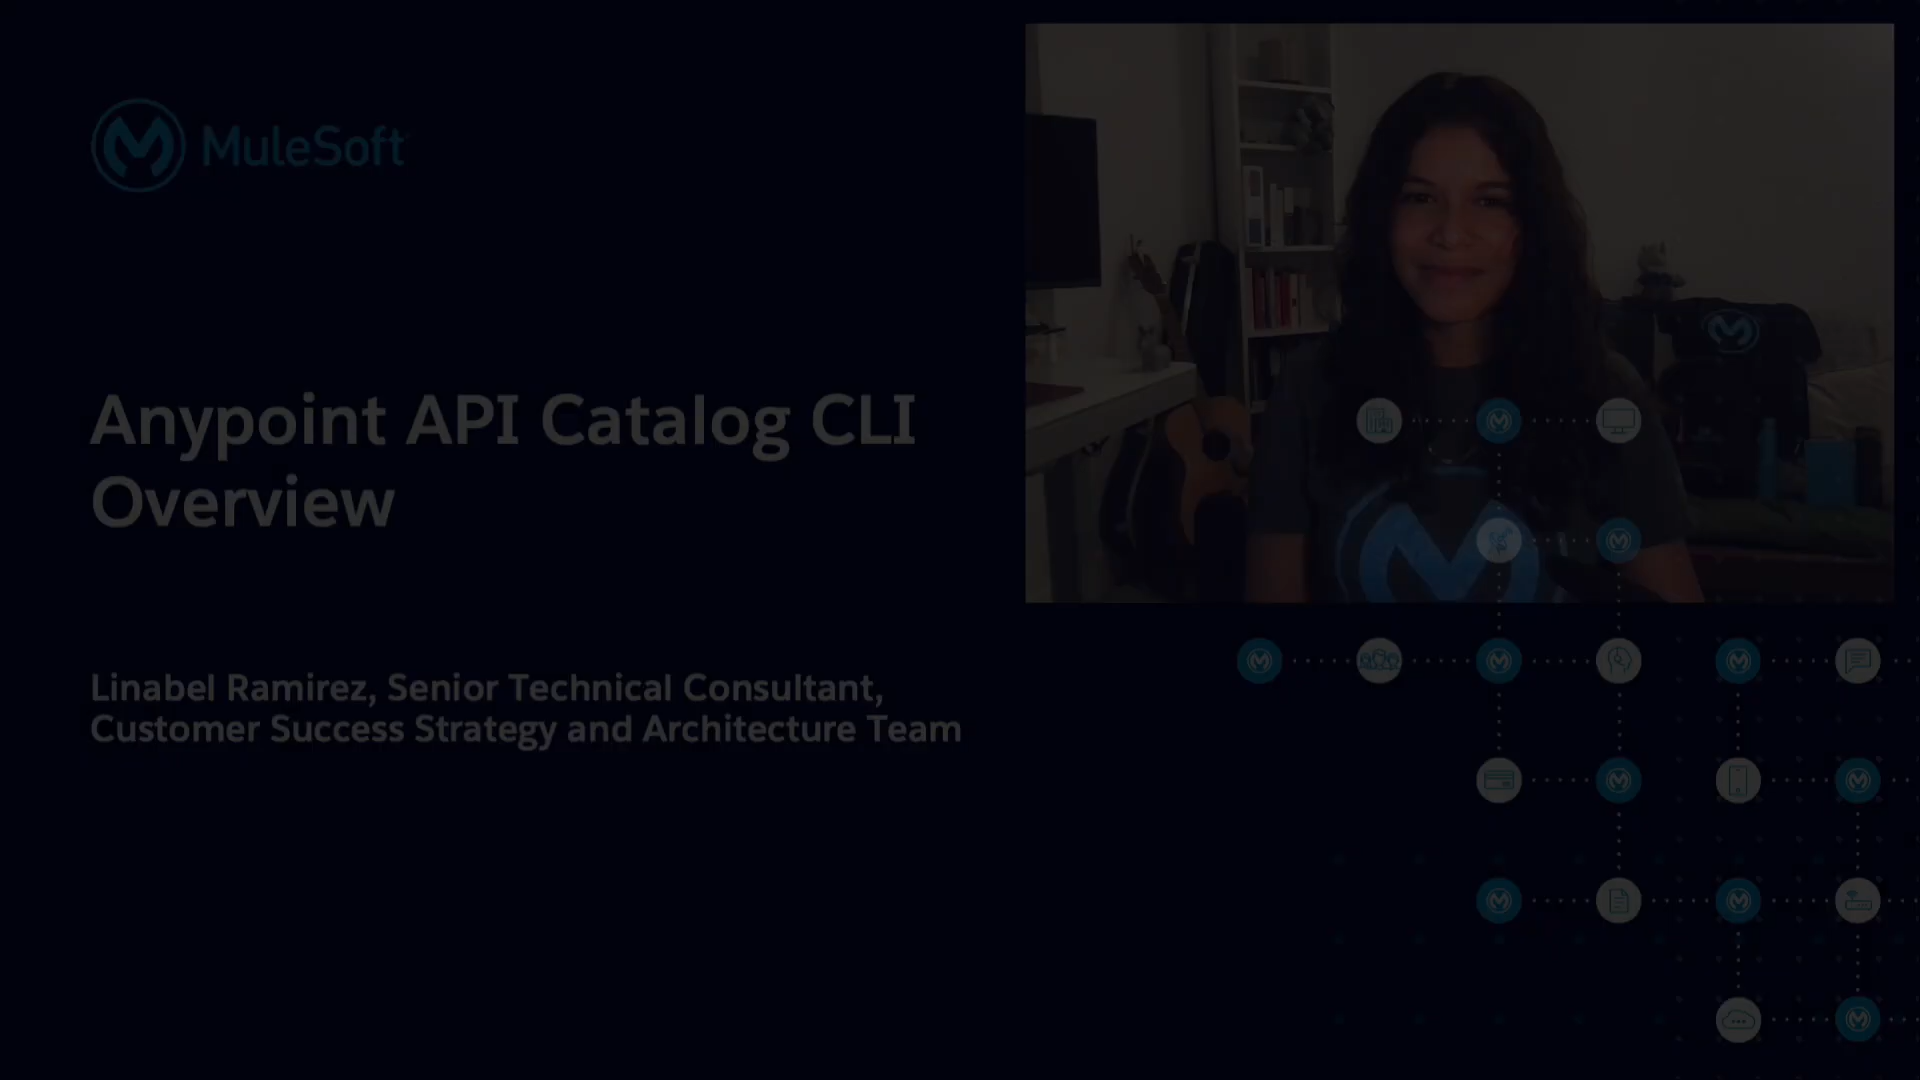 MuleSoft
Anypoint API Catalog CLI
Overview
Linabel Ramirez, Senior Technical Consultant,
Customer Success Strategy and Architecture Team